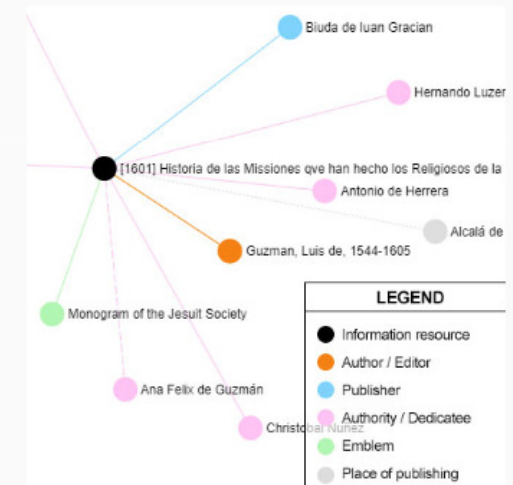 Biuda de Iuan Gracian
Hernando Luzer
[1601] Historia de las Missiones qve han hecho los Religiosos de la
Antonio de Herrera
Alcalá de
Guzman, Luis de, 1544-1605
Monogram of the Jesuit Society
Ana Felix de Guzmán
Christobal Nuñez
LEGEND
Information resource
Author / Editor
Publisher
Authority / Dedicatee
Emblem
Place of publishing